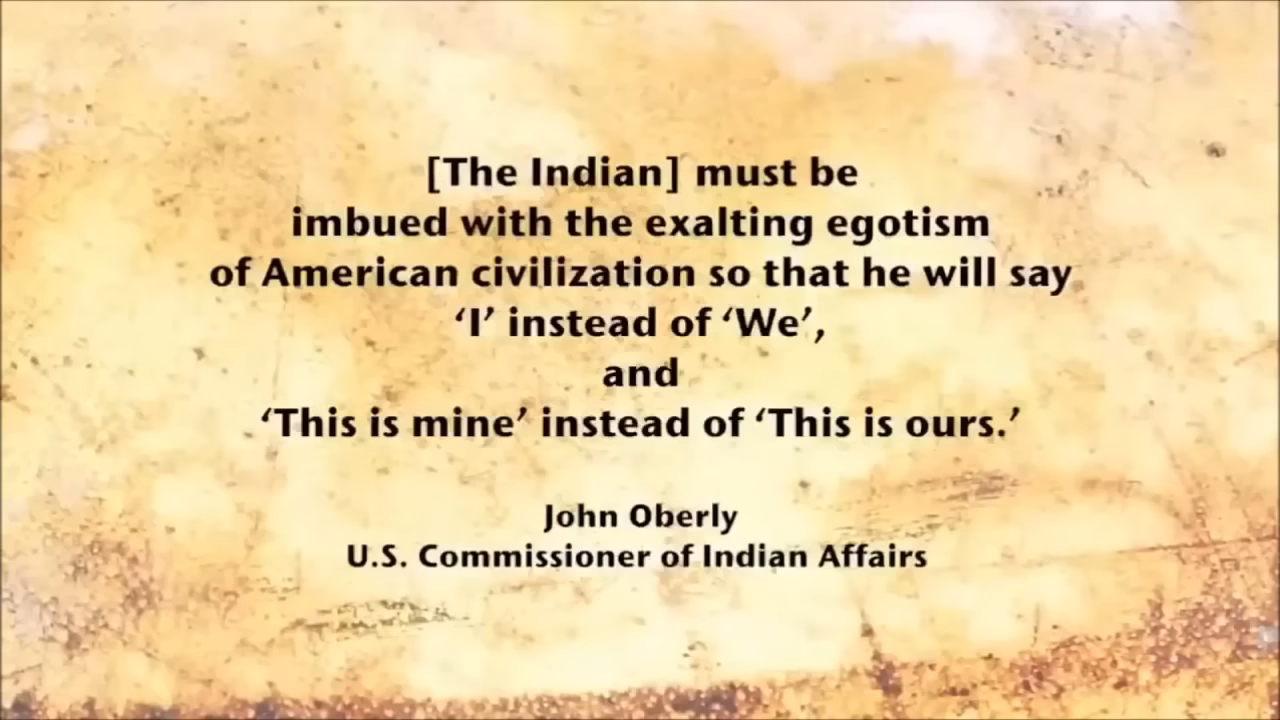 [The Indian] must be
imbued with the exalting egotism
of American civilization so that he will say
‘I’ instead of ‘We’,
and
‘This is mine’ instead of ‘This is ours.’
John Oberly
U.S. Commissioner of Indian Affairs